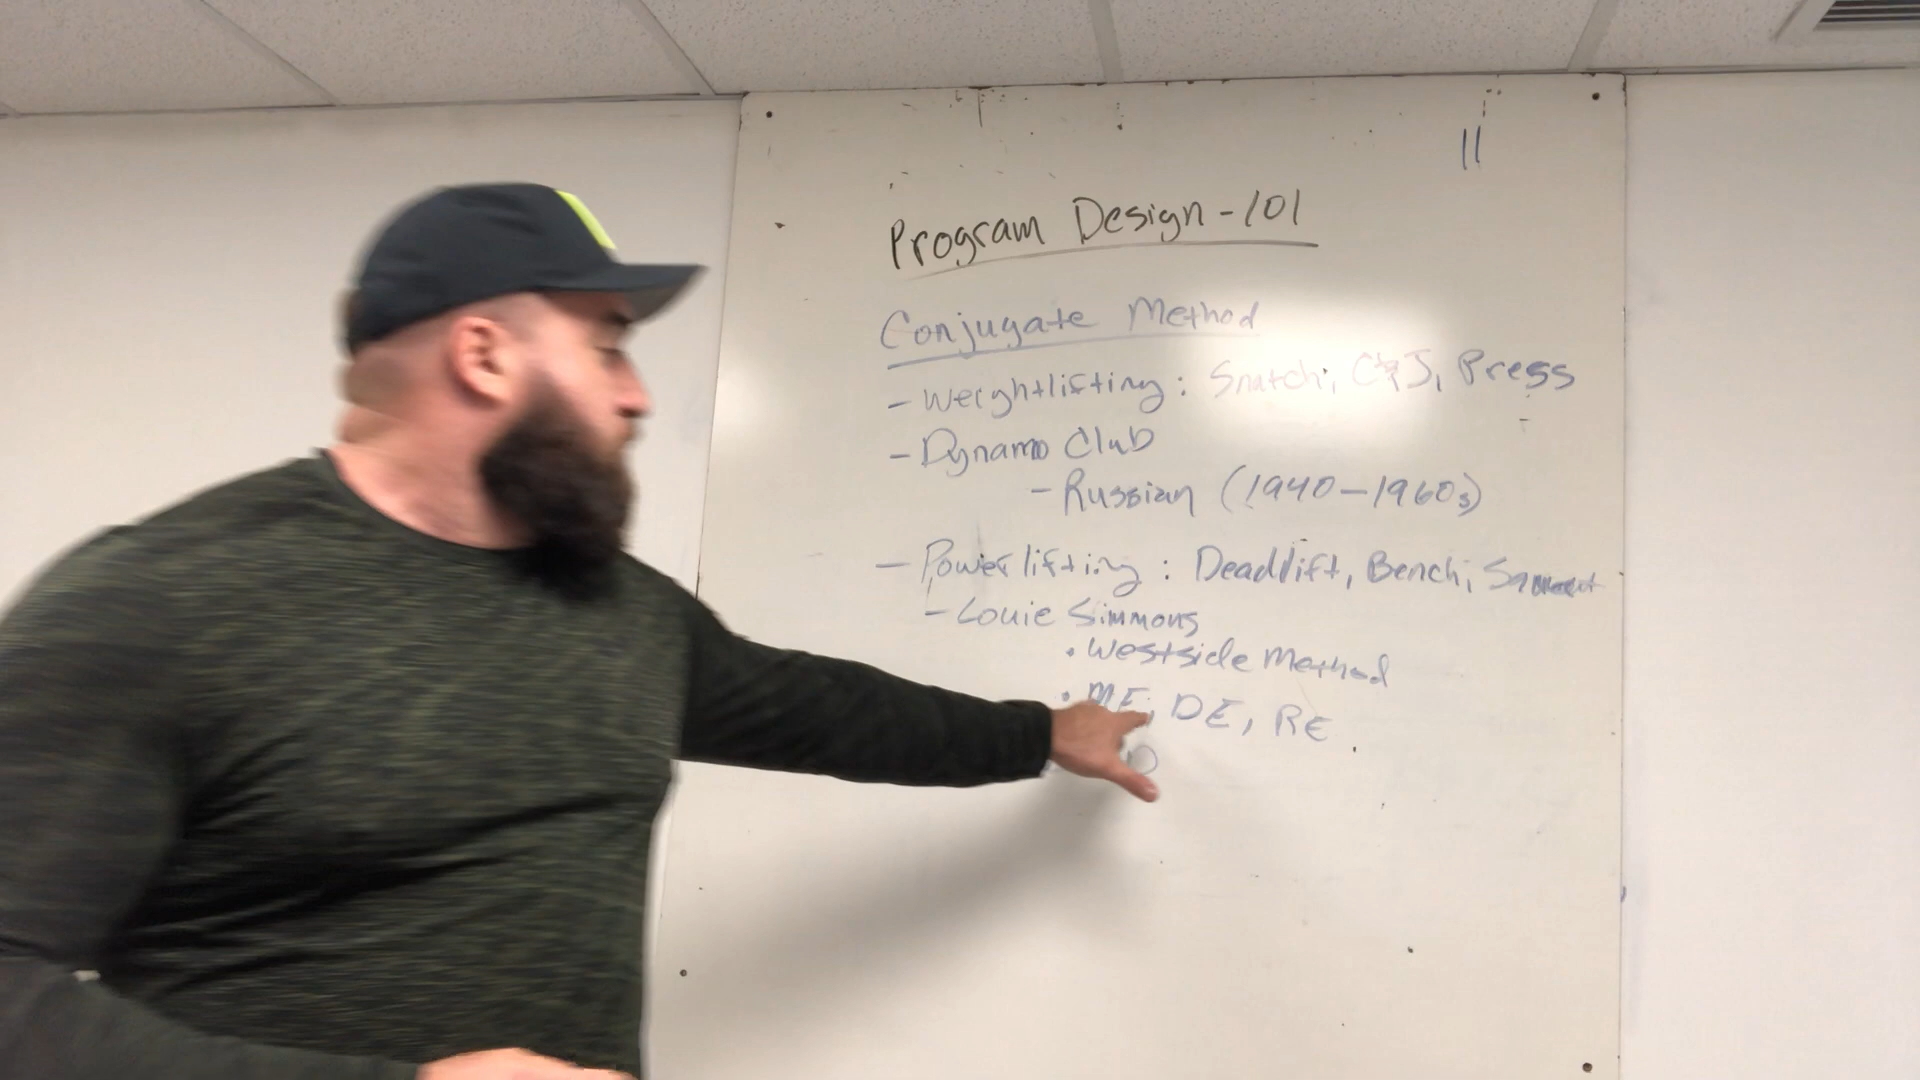 11
Program Design - 101
Conjugate Method
- Weightlifting: Snatch, C&J, Press
- Dynamo Club
- Russian (1940-1960s)
- Powerlifting: Deadlift, Bench,
- Louie Simmons
• Westside Method
• ME, DE, RE